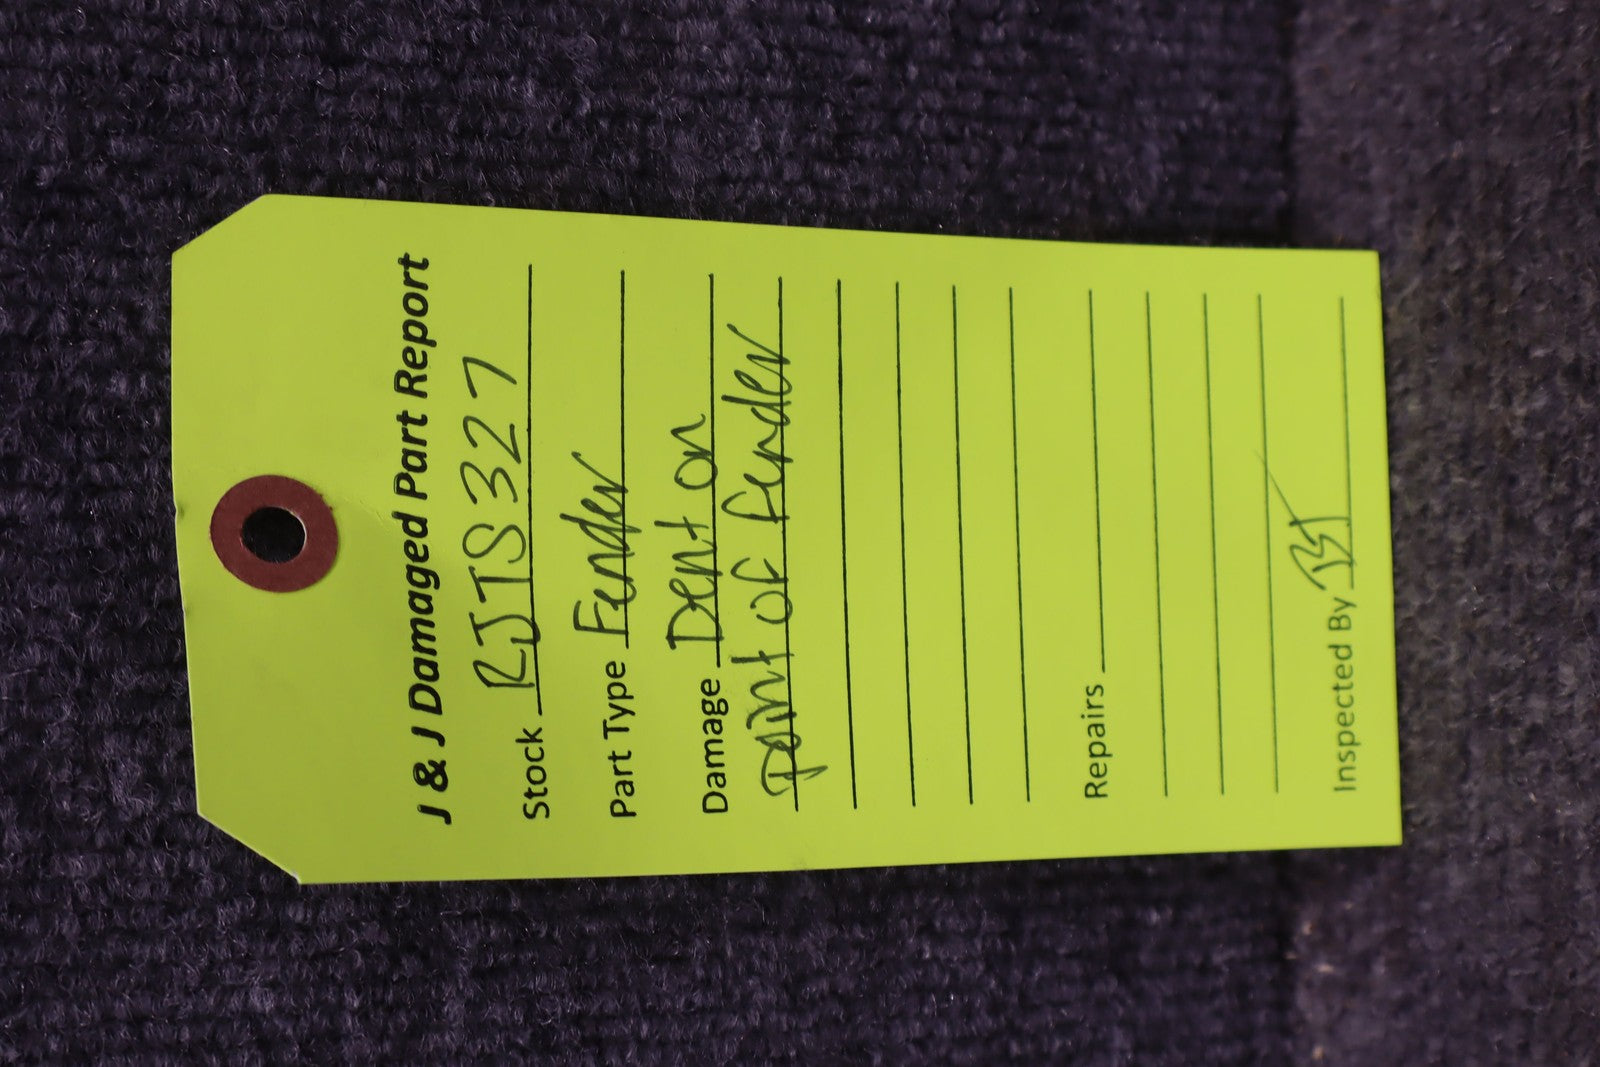 J & J Damaged Part Report
Stock RJTS327
Part Type Fender
Damage Dent on
point of fender
Repairs
Inspected By